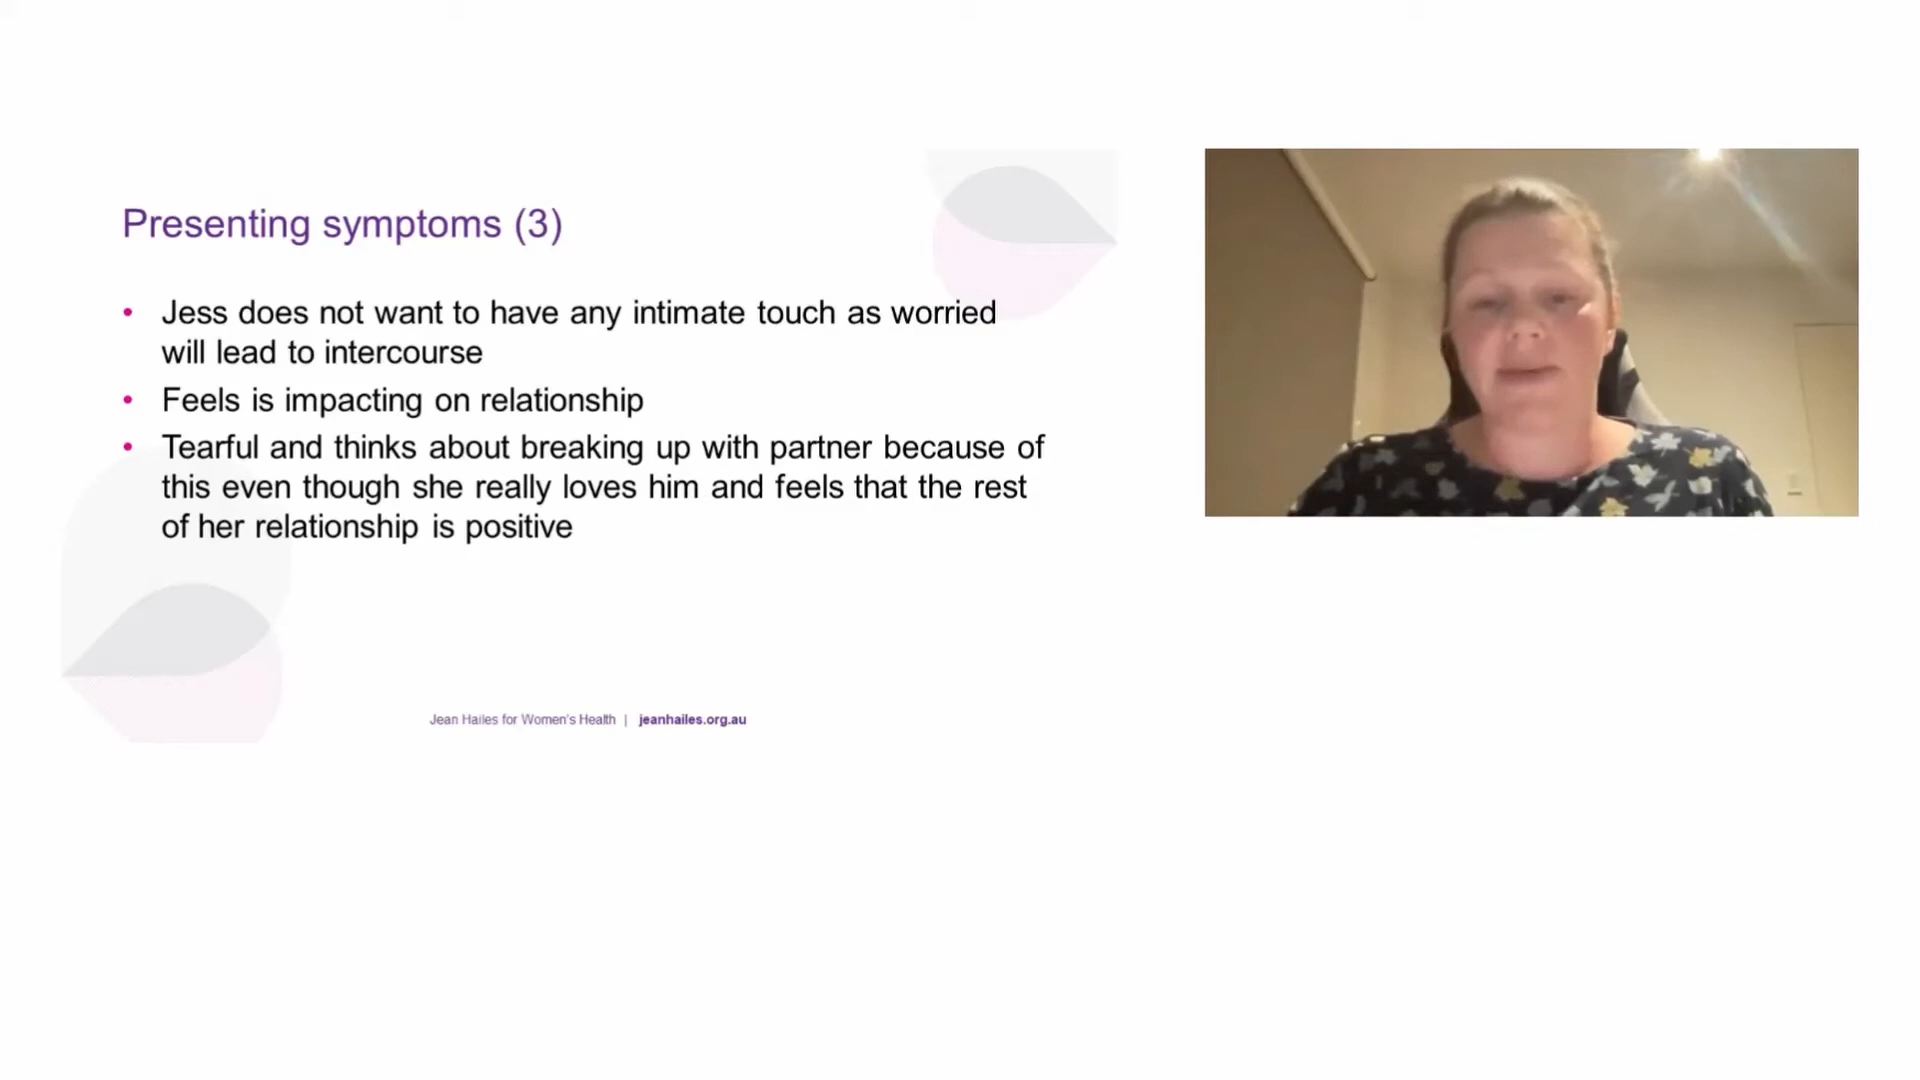 Presenting symptoms (3)
• Jess does not want to have any intimate touch as worried
will lead to intercourse
• Feels is impacting on relationship
• Tearful and thinks about breaking up with partner because of
this even though she really loves him and feels that the rest
of her relationship is positive
Jean Hailes for Women's Health | jeanhailes.org.au